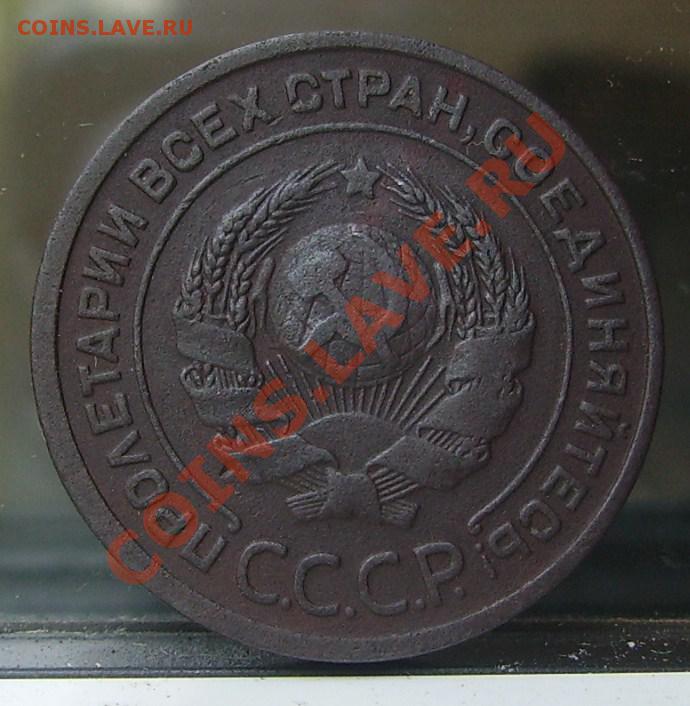 COINS.LAVE.RU
ПРОЛЕТАРИИ ВСЕХ СТРАН, СОЕДИНЯЙТЕСЬ!
С.С.С.Р.
COINS.LAVE.RU